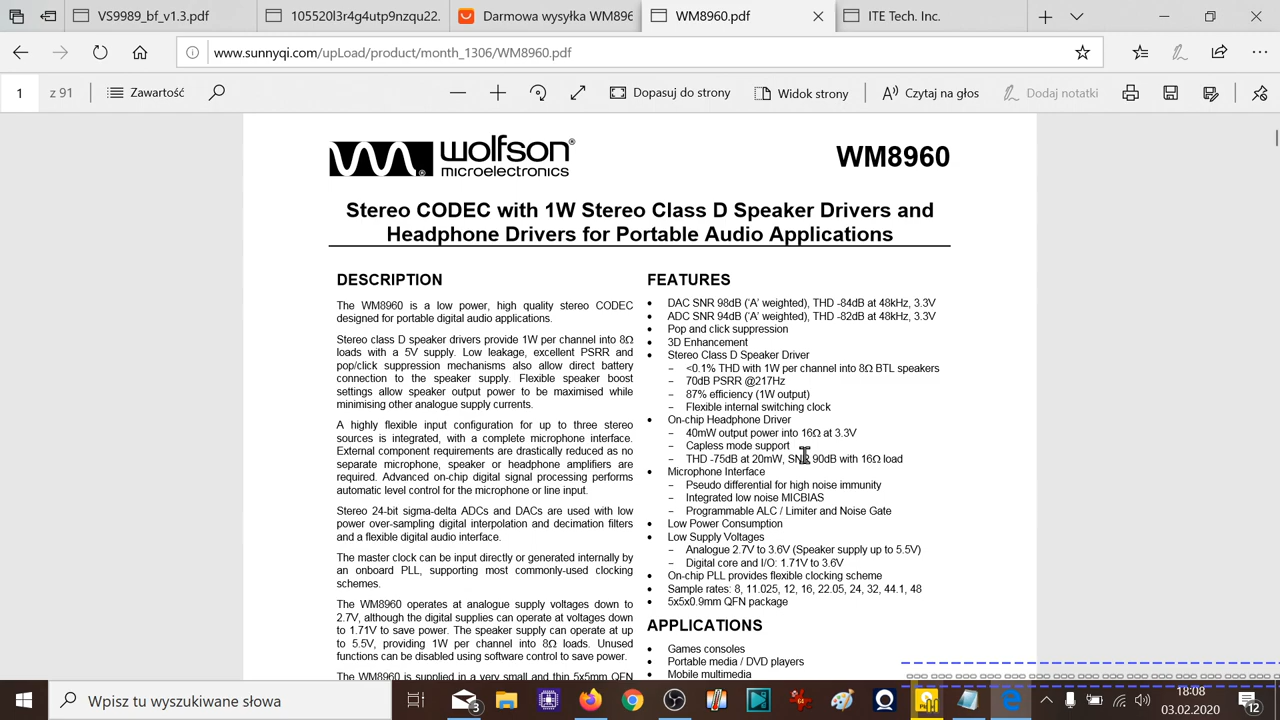 VS9989_bf_v1.3.pdf
105520l3r4g4utp9nzqu22.
Darmowa wysyłka WM896
WM8960.pdf
ITE Tech. Inc.
www.sunnyqi.com/upLoad/product/month_1306/WM8960.pdf
1
z 91
Zawartość
Dopasuj do strony
Widok strony
Czytaj na głos
Dodaj notatki
wolfson®
microelectronics
WM8960
Stereo CODEC with 1W Stereo Class D Speaker Drivers and
Headphone Drivers for Portable Audio Applications
DESCRIPTION
The WM8960 is a low power, high quality stereo CODEC
designed for portable digital audio applications.
Stereo class D speaker drivers provide 1W per channel into 8Ω
loads with a 5V supply. Low leakage, excellent PSRR and
pop/click suppression mechanisms also allow direct battery
connection to the speaker supply. Flexible speaker boost
settings allow speaker output power to be maximised while
minimising other analogue supply currents.
A highly flexible input configuration for up to three stereo
sources is integrated, with a complete microphone interface.
External component requirements are drastically reduced as no
separate microphone, speaker or headphone amplifiers are
required. Advanced on-chip digital signal processing performs
automatic level control for the microphone or line input.
Stereo 24-bit sigma-delta ADCs and DACs are used with low
power over-sampling digital interpolation and decimation filters
and a flexible digital audio interface.
The master clock can be input directly or generated internally by
an onboard PLL, supporting most commonly-used clocking
schemes.
The WM8960 operates at analogue supply voltages down to
2.7V, although the digital supplies can operate at voltages down
to 1.71V to save power. The speaker supply can operate at up
to 5.5V, providing 1W per channel into 8Ω loads. Unused
functions can be disabled using software control to save power.
The WM8960 is supplied in a very small and thin 5x5mm QFN
FEATURES
• DAC SNR 98dB ('A' weighted), THD -84dB at 48kHz, 3.3V
• ADC SNR 94dB ('A' weighted), THD -82dB at 48kHz, 3.3V
• Pop and click suppression
• 3D Enhancement
• Stereo Class D Speaker Driver
− <0.1% THD with 1W per channel into 8Ω BTL speakers
− 70dB PSRR @217Hz
− 87% efficiency (1W output)
− Flexible internal switching clock
• On-chip Headphone Driver
− 40mW output power into 16Ω at 3.3V
− Capless mode support
− THD -75dB at 20mW, SNR 90dB with 16Ω load
• Microphone Interface
− Pseudo differential for high noise immunity
− Integrated low noise MICBIAS
− Programmable ALC / Limiter and Noise Gate
• Low Power Consumption
• Low Supply Voltages
− Analogue 2.7V to 3.6V (Speaker supply up to 5.5V)
− Digital core and I/O: 1.71V to 3.6V
• On-chip PLL provides flexible clocking scheme
• Sample rates: 8, 11.025, 12, 16, 22.05, 24, 32, 44.1, 48
• 5x5x0.9mm QFN package
APPLICATIONS
• Games consoles
• Portable media / DVD players
• Mobile multimedia
Wpisz tu wyszukiwane słowa
3
18:08
03.02.2020
12